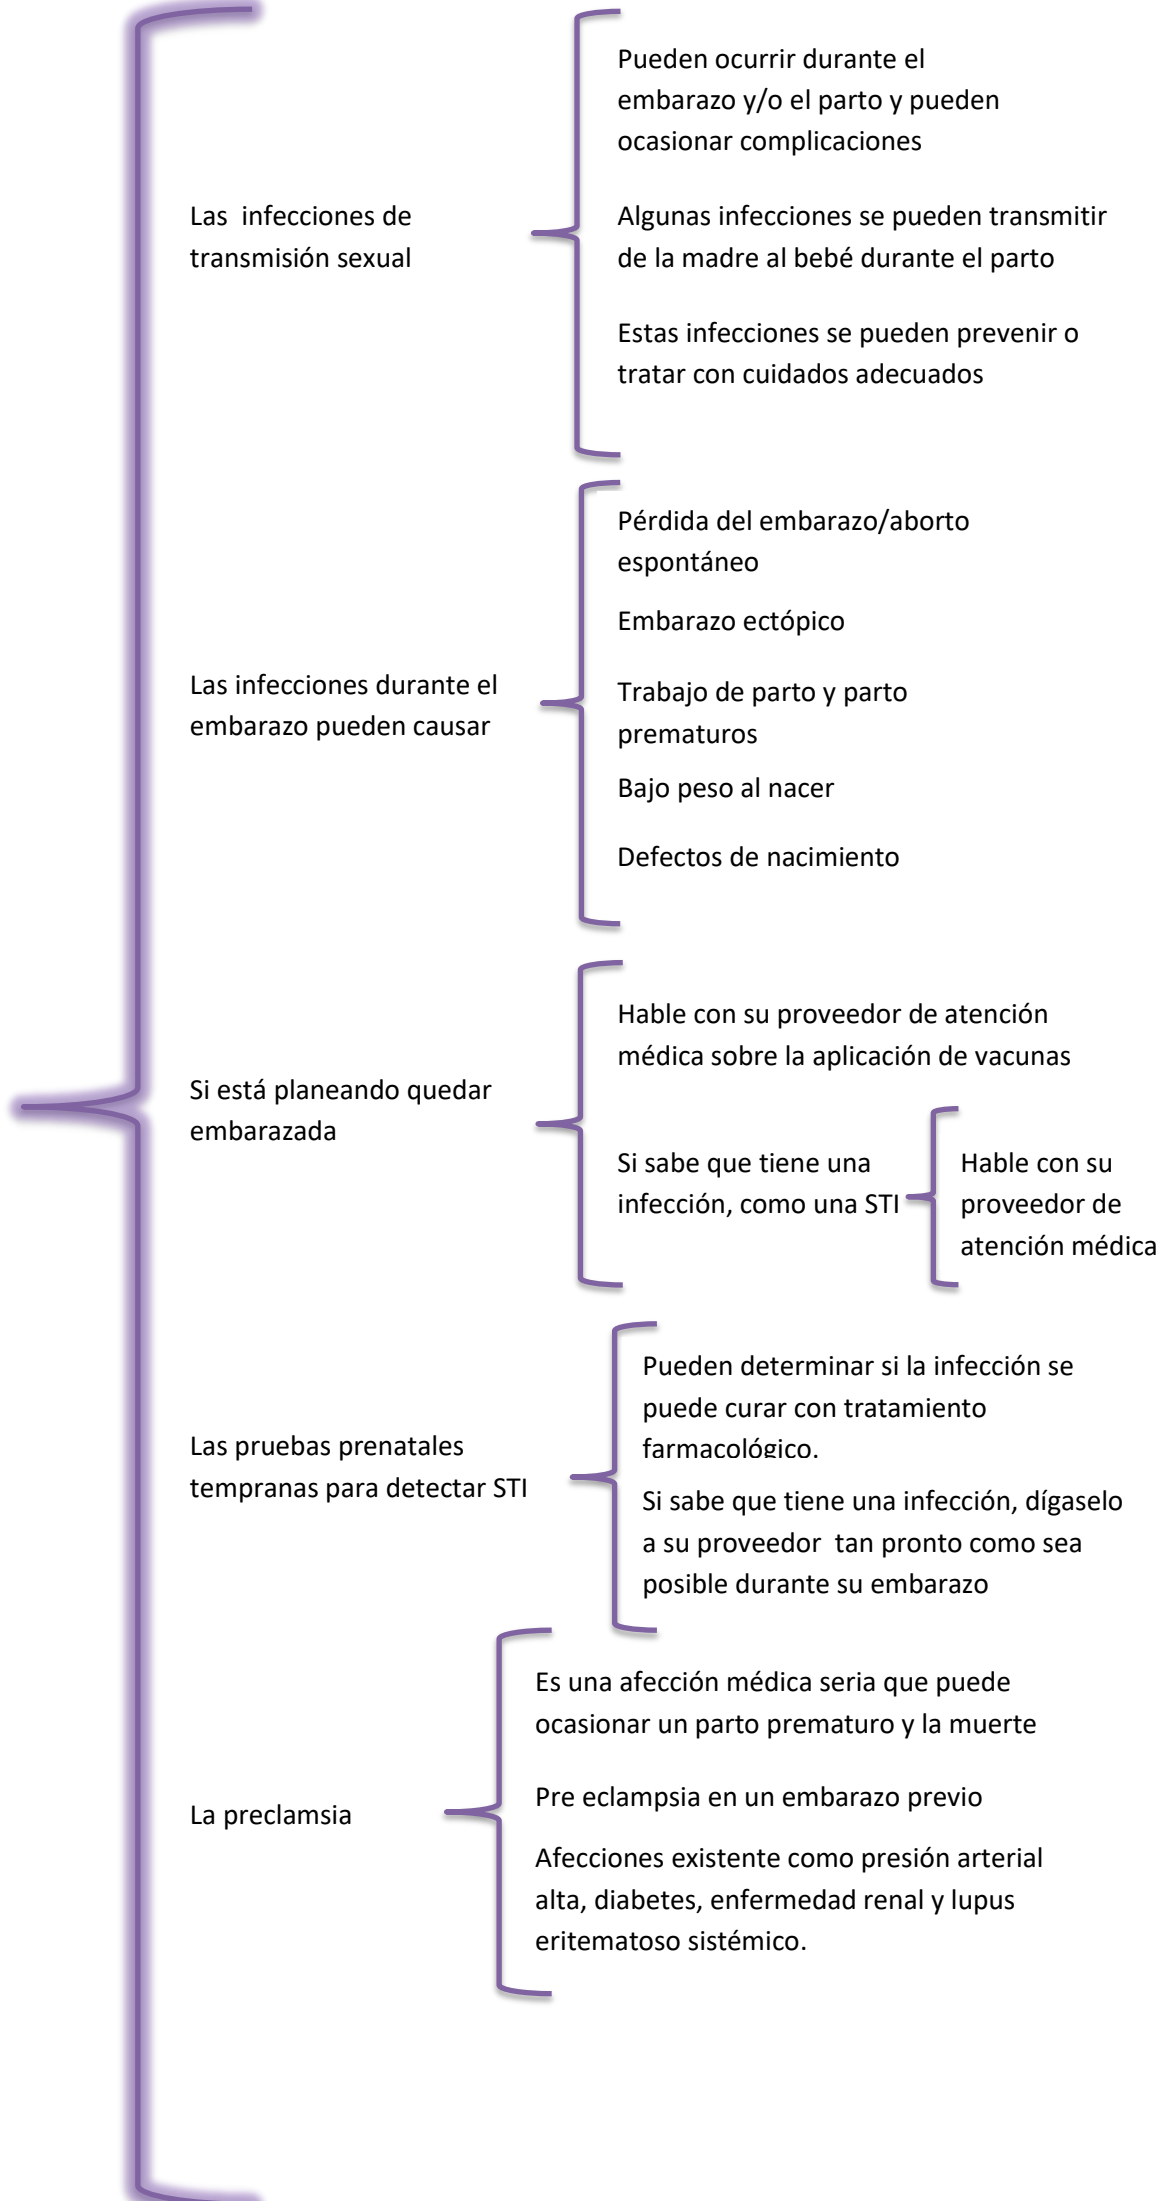 Pueden ocurrir durante el
embarazo y/o el parto y pueden
ocasionar complicaciones
Las  infecciones de
transmisión sexual
Algunas infecciones se pueden transmitir
de la madre al bebé durante el parto
Estas infecciones se pueden prevenir o
tratar con cuidados adecuados
Pérdida del embarazo/aborto
espontáneo
Embarazo ectópico
Las infecciones durante el
embarazo pueden causar
Trabajo de parto y parto
prematuros
Bajo peso al nacer
Defectos de nacimiento
Hable con su proveedor de atención
médica sobre la aplicación de vacunas
Si está planeando quedar
embarazada
Si sabe que tiene una
infección, como una STI
Hable con su
proveedor de
atención médica
Pueden determinar si la infección se
puede curar con tratamiento
farmacológico.
Las pruebas prenatales
tempranas para detectar STI
Si sabe que tiene una infección, dígaselo
a su proveedor  tan pronto como sea
posible durante su embarazo
Es una afección médica seria que puede
ocasionar un parto prematuro y la muerte
La preclamsia
Pre eclampsia en un embarazo previo
Afecciones existente como presión arterial
alta, diabetes, enfermedad renal y lupus
eritematoso sistémico.